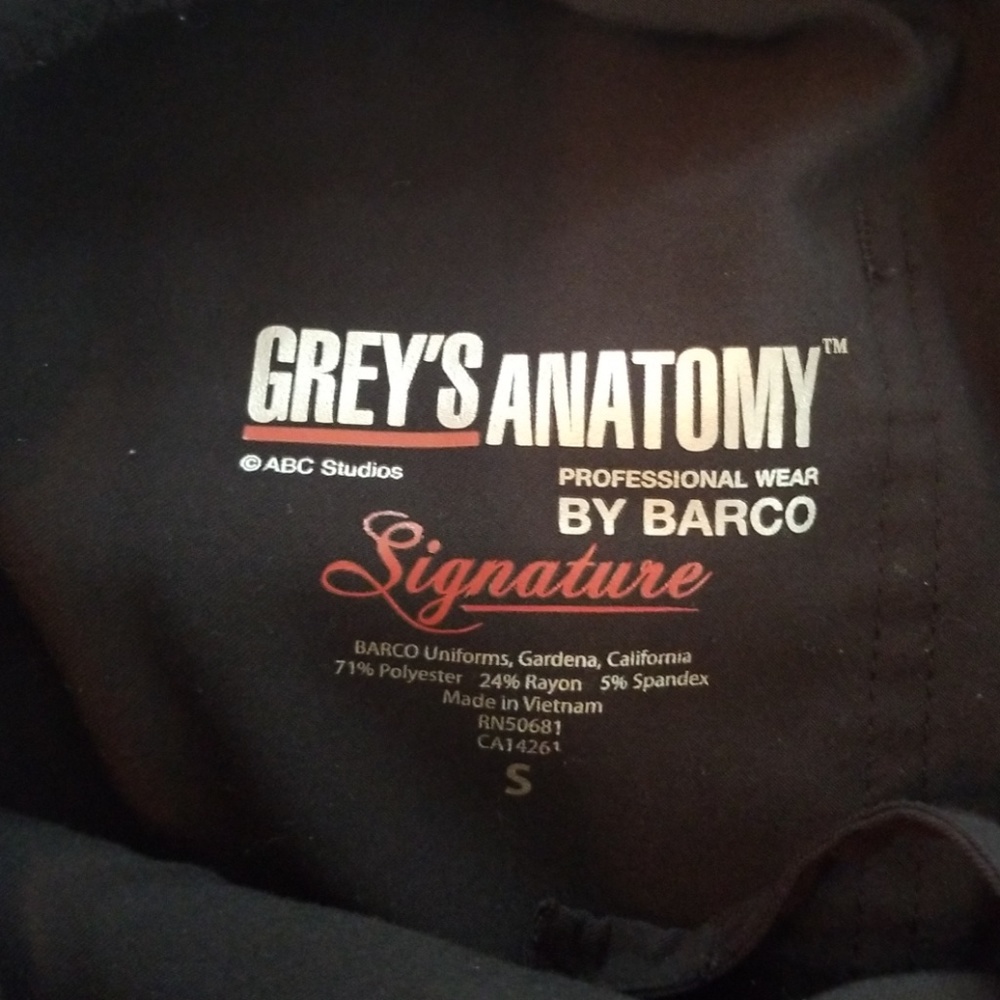 GREY'S ANATOMY™
© ABC Studios
PROFESSIONAL WEAR
BY BARCO
Signature
BARCO Uniforms, Gardena, California
71% Polyester 24% Rayon 5% Spandex
Made in Vietnam
RN50681
CA14261
S